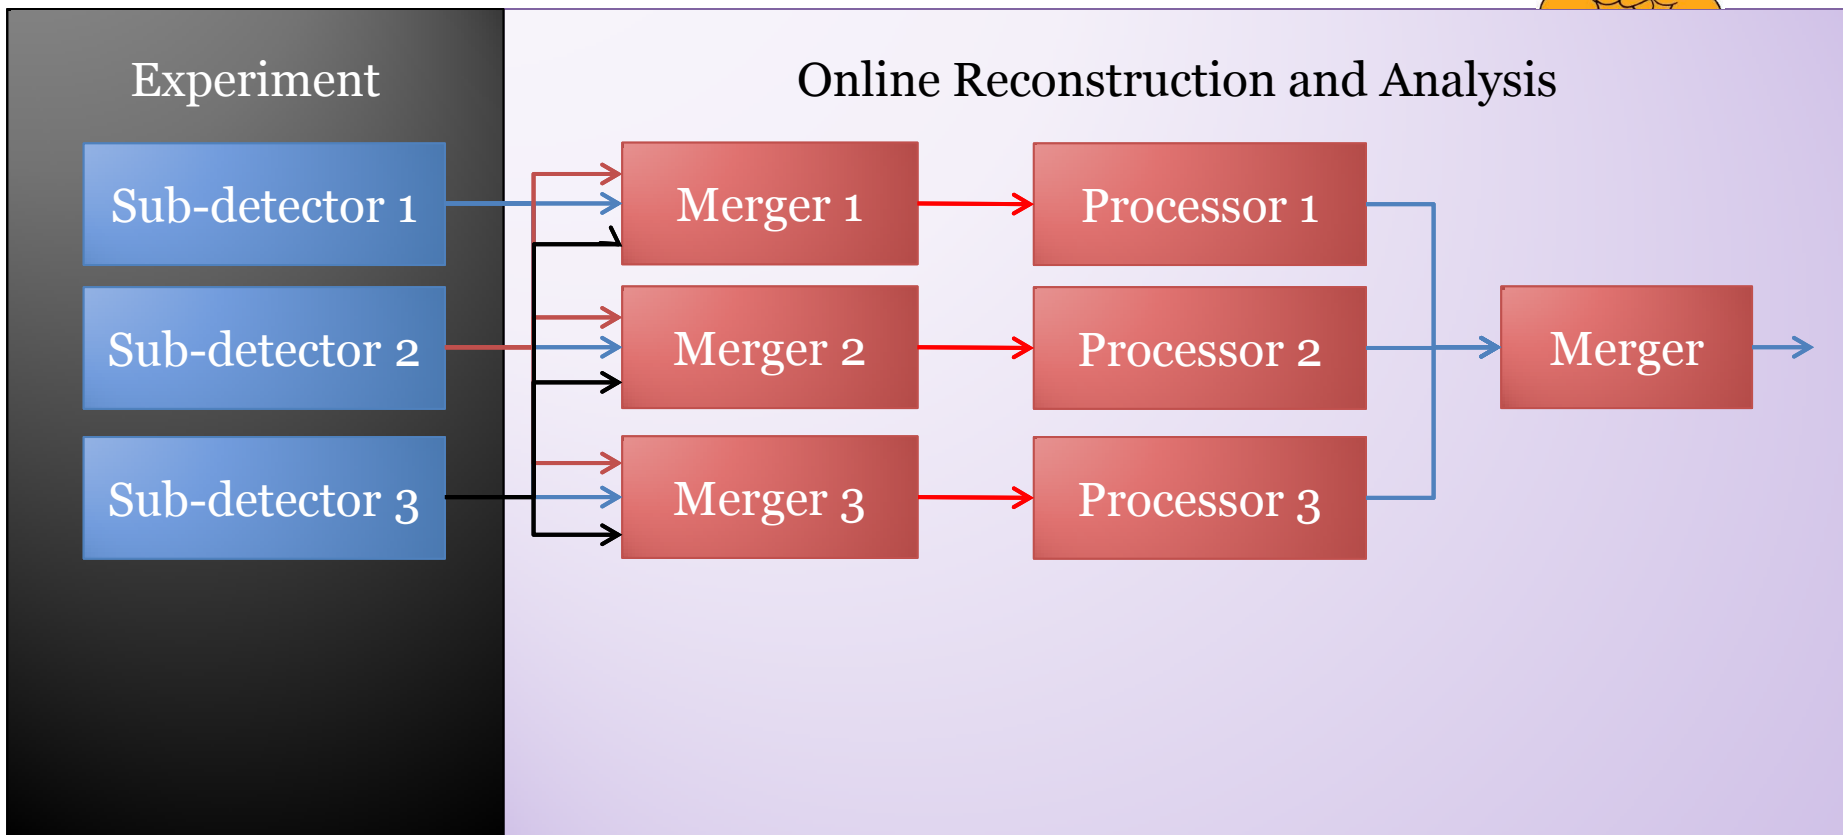 Experiment
Online Reconstruction and Analysis
Sub-detector 1
Merger 1
Processor 1
Sub-detector 2
Merger 2
Processor 2
Merger
Sub-detector 3
Merger 3
Processor 3